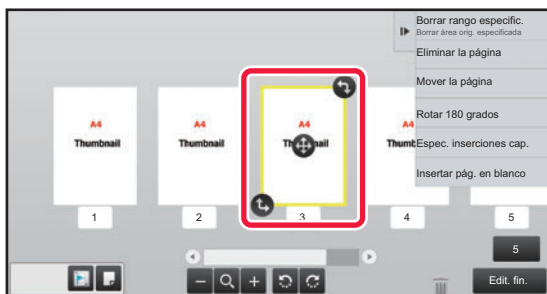 Borrar rango especific.
Borrar área orig. especificada
Eliminar la página
Mover la página
Rotar 180 grados
Espec. inserciones cap.
Insertar pág. en blanco
A4
Thumbnail
1
A4
Thumbnail
2
A4
Thumbnail
3
A4
4
5
5
Edit. fin.